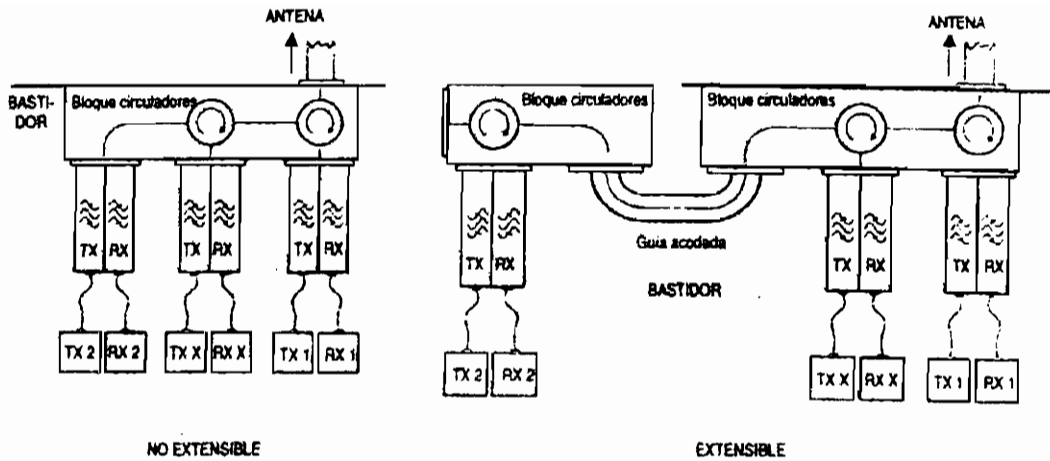 ANTENA
ANTENA
BASTI-
DOR
Bloque circuladores
Bloque circuladores
Bloque circuladores
TX RX TX RX TX RX
TX RX
TX RX TX RX
Guía acodada
BASTIDOR
TX 2 RX 2 TX X RX X TX 1 RX 1
TX 2 RX 2
TX X RX X TX 1 RX 1
NO EXTENSIBLE
EXTENSIBLE